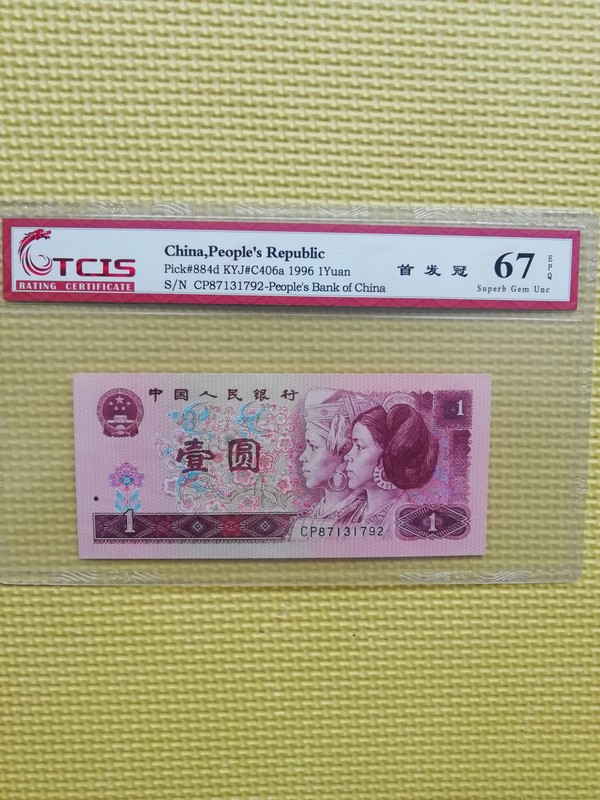 TCIS
RATING CERTIFICATE
China,People's Republic
Pick#884d KYJ#C406a 1996 1Yuan
S/N CP87131792-People's Bank of China
首发冠
67
EPQ
Superb Gem Unc
中国人民银行
1
壹圆
1
CP87131792
1